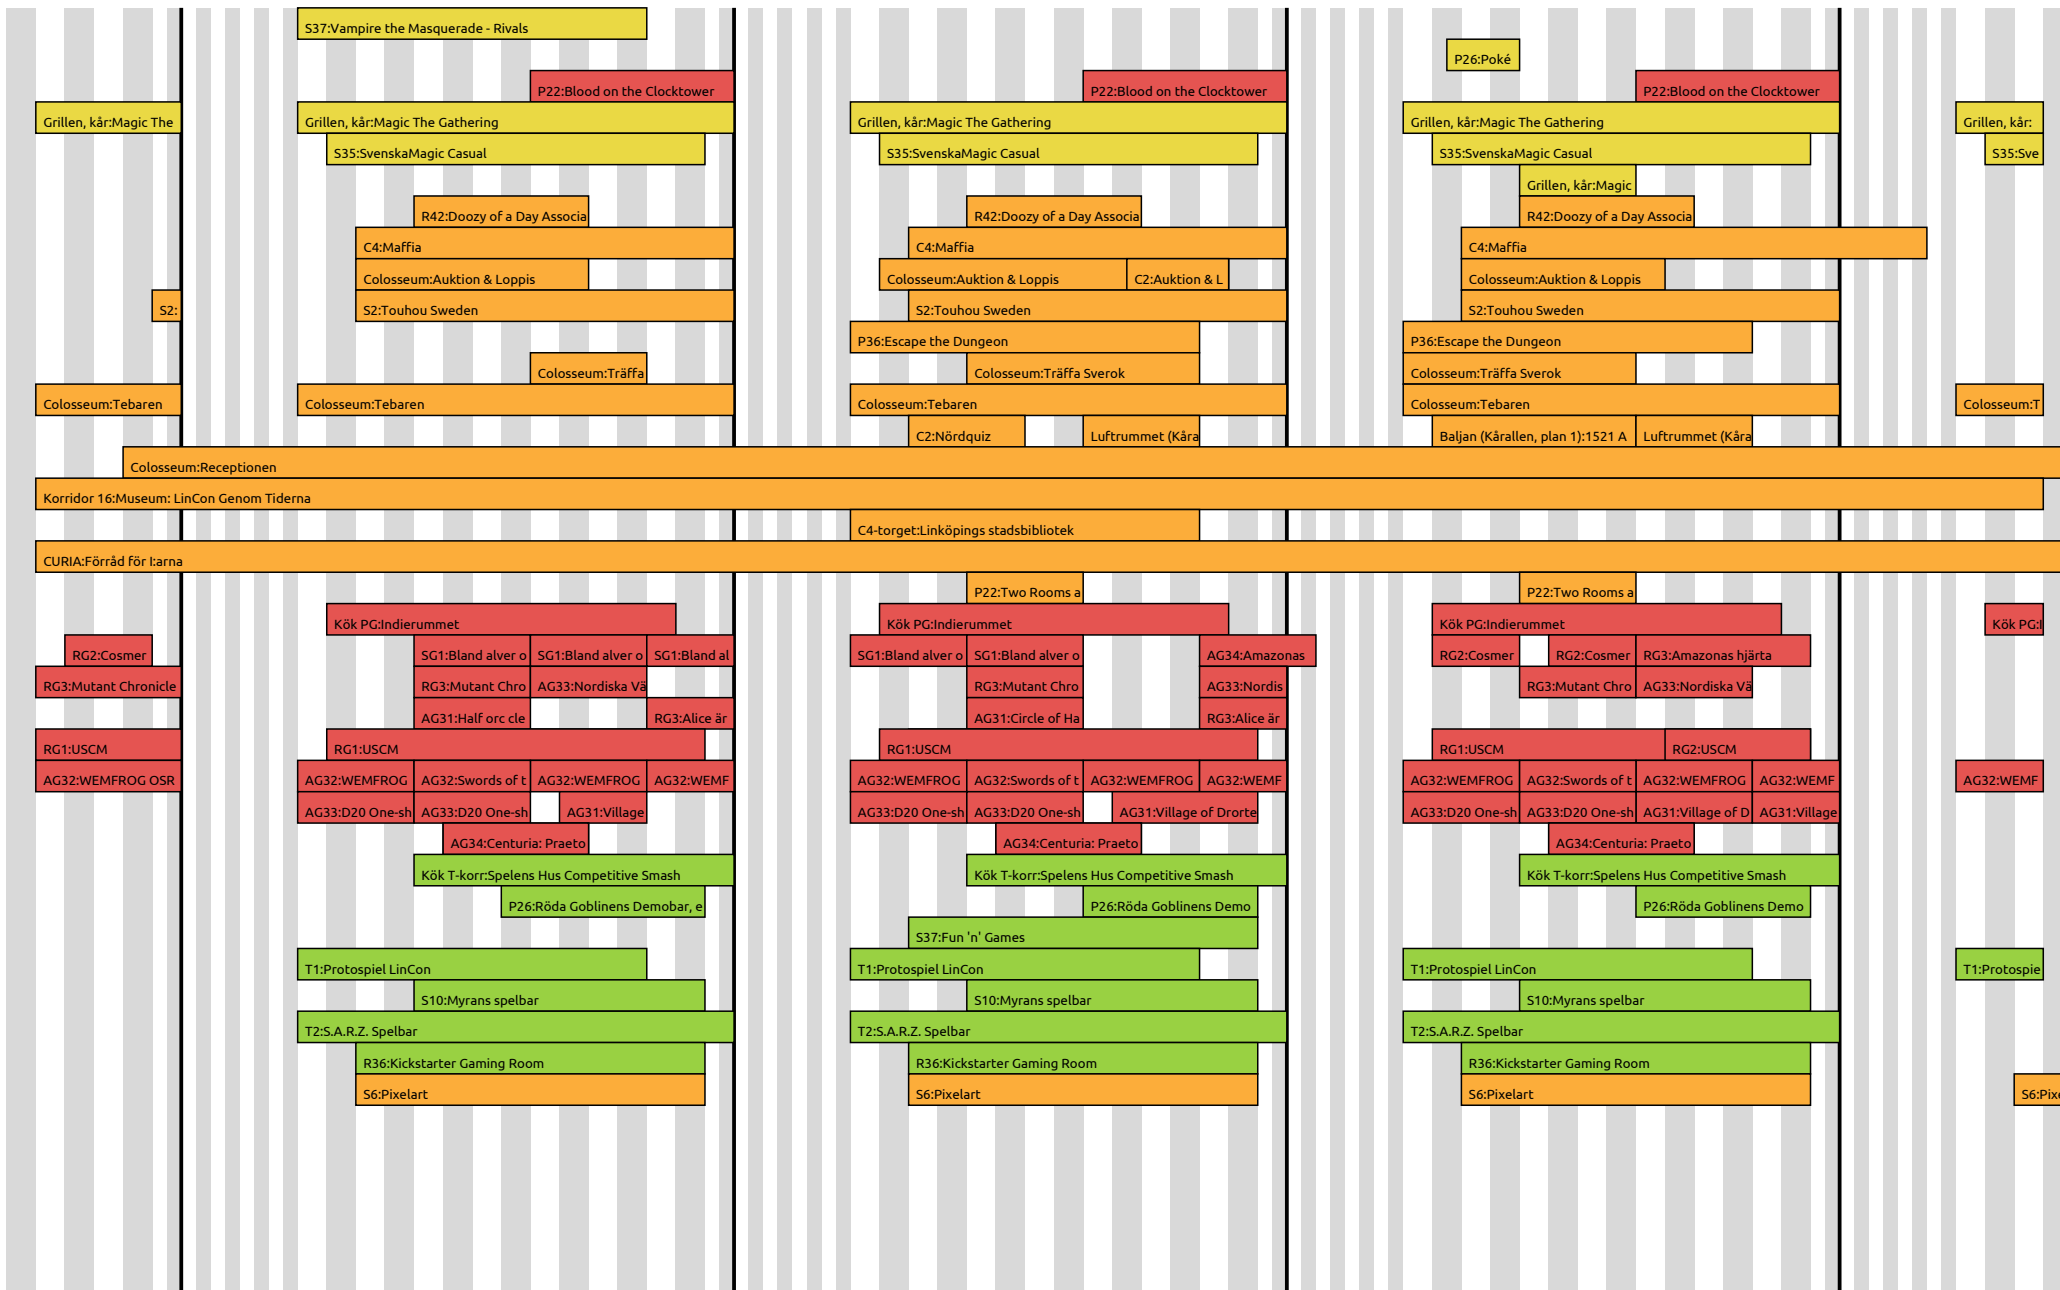 S37:Vampire the Masquerade - Rivals
P26:Poké
P22:Blood on the Clocktower P22:Blood on the Clocktower P22:Blood on the Clocktower
Grillen, kår:Magic The Grillen, kår:Magic The Gathering Grillen, kår:Magic The Gathering Grillen, kår:Magic The Gathering Grillen, kår:
S35:SvenskaMagic Casual S35:SvenskaMagic Casual S35:SvenskaMagic Casual S35:Sve
Grillen, kår:Magic
R42:Doozy of a Day Associa R42:Doozy of a Day Associa R42:Doozy of a Day Associa
C4:Maffia C4:Maffia C4:Maffia
Colosseum:Auktion & Loppis Colosseum:Auktion & Loppis C2:Auktion & L Colosseum:Auktion & Loppis
S2: S2:Touhou Sweden S2:Touhou Sweden S2:Touhou Sweden
P36:Escape the Dungeon P36:Escape the Dungeon
Colosseum:Träffa Colosseum:Träffa Sverok Colosseum:Träffa Sverok
Colosseum:Tebaren Colosseum:Tebaren Colosseum:Tebaren Colosseum:Tebaren Colosseum:T
C2:Nördquiz Luftrummet (Kåra Baljan (Kårallen, plan 1):1521 A Luftrummet (Kåra
Colosseum:Receptionen
Korridor 16:Museum: LinCon Genom Tiderna
C4-torget:Linköpings stadsbibliotek
CURIA:Förråd för I:arna
P22:Two Rooms a P22:Two Rooms a
Kök PG:Indierummet Kök PG:Indierummet Kök PG:Indierummet Kök PG:I
RG2:Cosmer SG1:Bland alver o SG1:Bland alver o SG1:Bland al SG1:Bland alver o SG1:Bland alver o AG34:Amazonas RG2:Cosmer RG2:Cosmer RG3:Amazonas hjärta
RG3:Mutant Chronicle RG3:Mutant Chro AG33:Nordiska Vä RG3:Mutant Chro AG33:Nordis RG3:Mutant Chro AG33:Nordiska Vä
AG31:Half orc cle RG3:Alice är AG31:Circle of Ha RG3:Alice är
RG1:USCM RG1:USCM RG1:USCM RG1:USCM RG2:USCM
AG32:WEMFROG OSR AG32:WEMFROG AG32:Swords of t AG32:WEMFROG AG32:WEMF AG32:WEMFROG AG32:Swords of t AG32:WEMFROG AG32:WEMF AG32:WEMFROG AG32:Swords of t AG32:WEMFROG AG32:WEMF AG32:WEMF
AG33:D20 One-sh AG33:D20 One-sh AG31:Village AG33:D20 One-sh AG33:D20 One-sh AG31:Village of Drorte AG33:D20 One-sh AG33:D20 One-sh AG31:Village of D AG31:Village
AG34:Centuria: Praeto AG34:Centuria: Praeto AG34:Centuria: Praeto
Kök T-korr:Spelens Hus Competitive Smash Kök T-korr:Spelens Hus Competitive Smash Kök T-korr:Spelens Hus Competitive Smash
P26:Röda Goblinens Demobar, e P26:Röda Goblinens Demo P26:Röda Goblinens Demo
S37:Fun 'n' Games
T1:Protospiel LinCon T1:Protospiel LinCon T1:Protospiel LinCon T1:Protospie
S10:Myrans spelbar S10:Myrans spelbar S10:Myrans spelbar
T2:S.A.R.Z. Spelbar T2:S.A.R.Z. Spelbar T2:S.A.R.Z. Spelbar
R36:Kickstarter Gaming Room R36:Kickstarter Gaming Room R36:Kickstarter Gaming Room
S6:Pixelart S6:Pixelart S6:Pixelart S6:Pixe